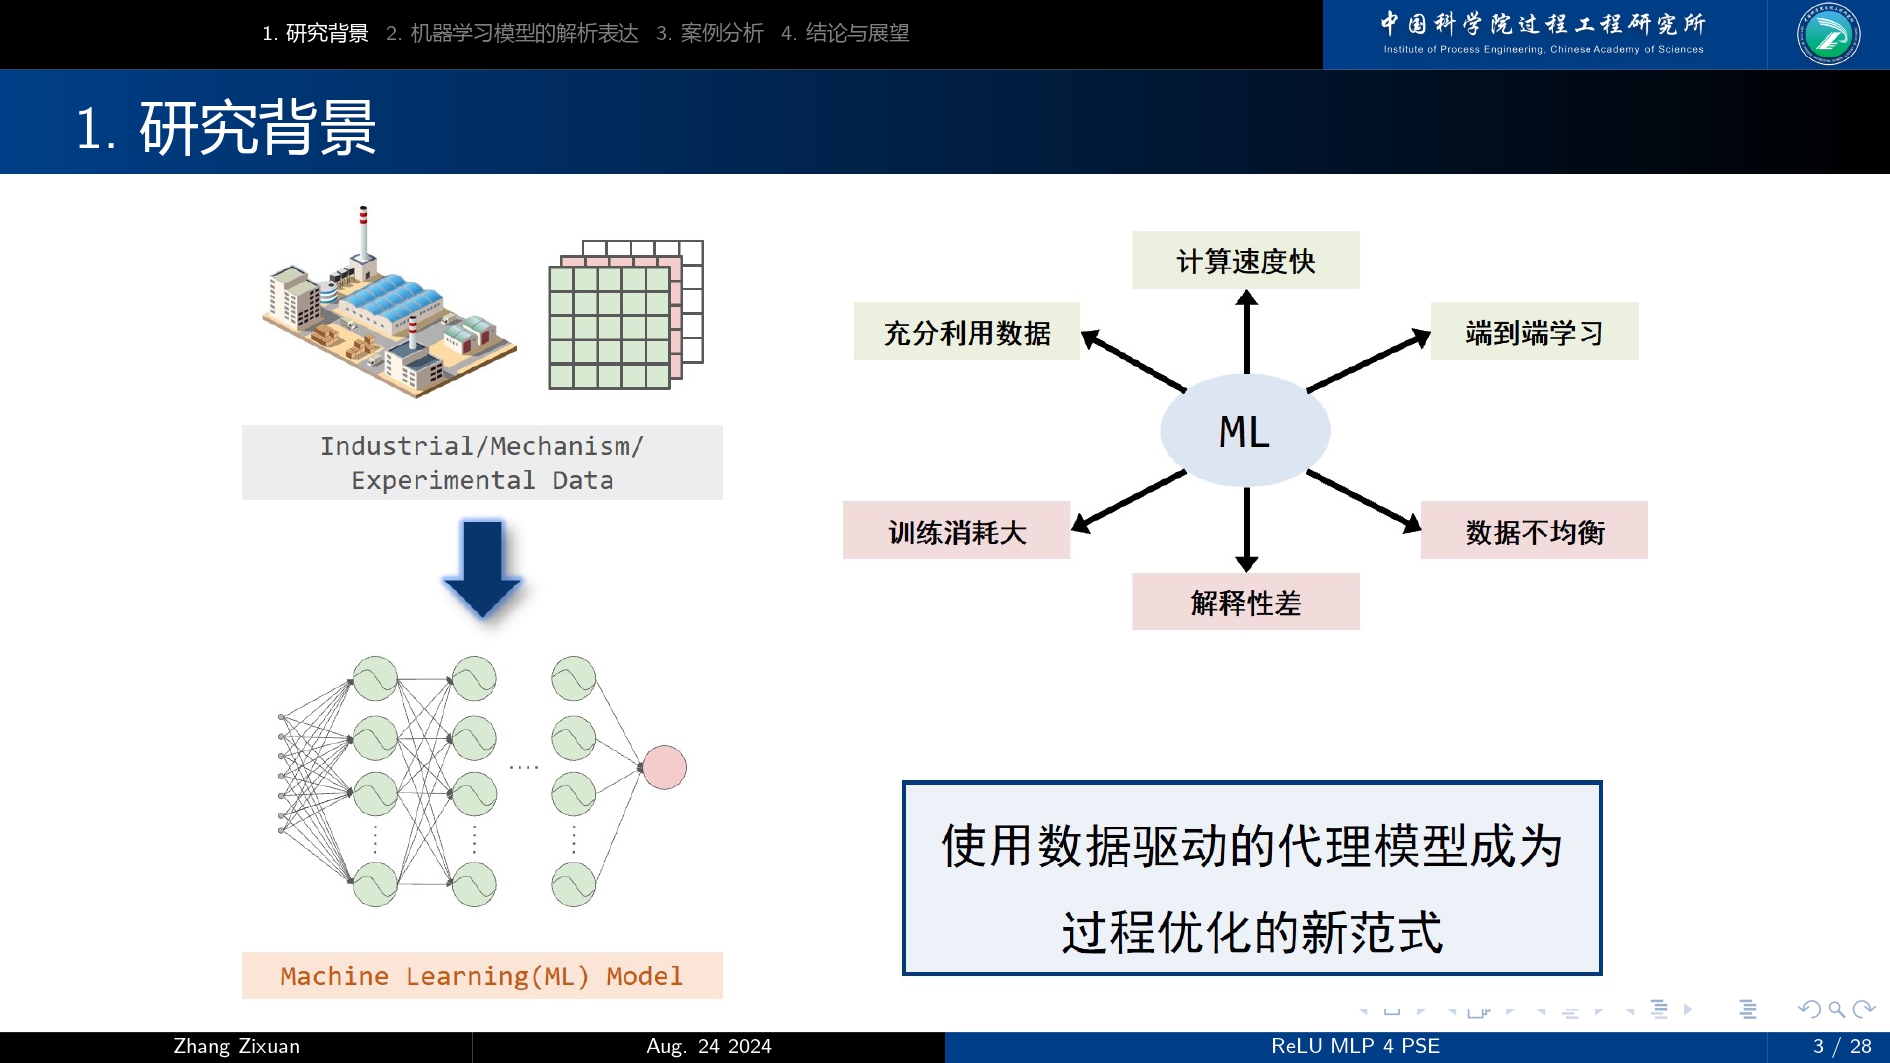 1. 研究背景 2. 机器学习模型的解析表达 3. 案例分析 4. 结论与展望
中国科学院过程工程研究所
Institute of Process Engineering, Chinese Academy of Sciences
1. 研究背景
Industrial/Mechanism/
Experimental Data
Machine Learning(ML) Model
计算速度快
充分利用数据
端到端学习
ML
训练消耗大
数据不均衡
解释性差
使用数据驱动的代理模型成为
过程优化的新范式
Zhang Zixuan
Aug. 24 2024
ReLU MLP 4 PSE
3 / 28